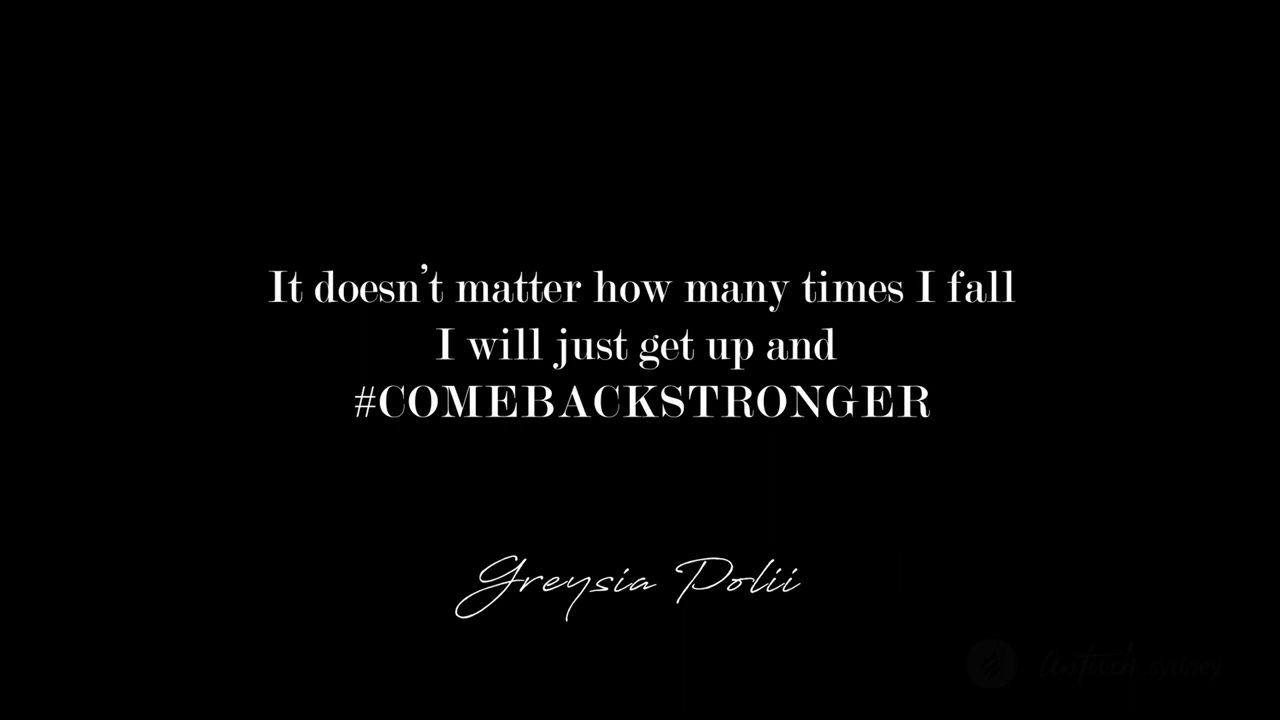 It doesn’t matter how many times I fall
I will just get up and
#COMEBACKSTRONGER
Greysia Polii